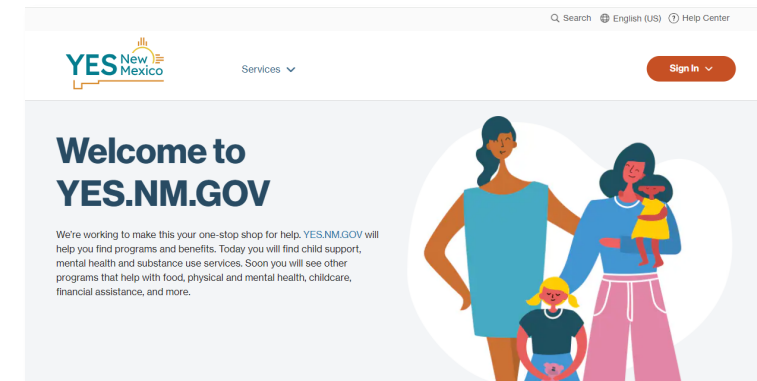 Search English (US) Help Center
YES New Mexico
Services
Sign In
Welcome to
YES.NM.GOV
We're working to make this your one-stop shop for help. YES.NM.GOV will
help you find programs and benefits. Today you will find child support,
mental health and substance use services. Soon you will see other
programs that help with food, physical and mental health, childcare,
financial assistance, and more.